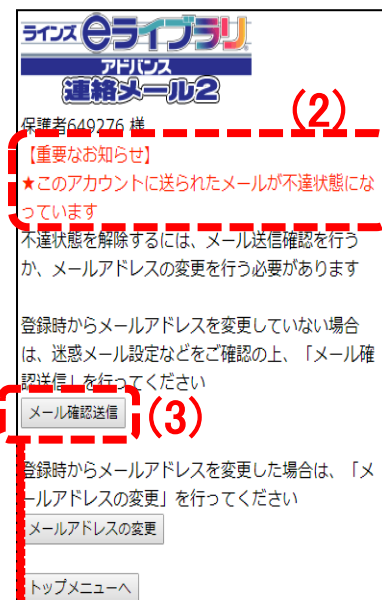 ラインズeライブラリ
アドバンス
連絡メール2
(2)
保護者649276 様
【重要なお知らせ】
★このアカウントに送られたメールが不達状態にな
っています
不達状態を解除するには、メール送信確認を行う
か、メールアドレスの変更を行う必要があります
登録時からメールアドレスを変更していない場合
は、迷惑メール設定などをご確認の上、「メール確
認送信」を行ってください
メール確認送信
(3)
登録時からメールアドレスを変更した場合は、「メ
ールアドレスの変更」を行ってください
メールアドレスの変更
トップメニューへ